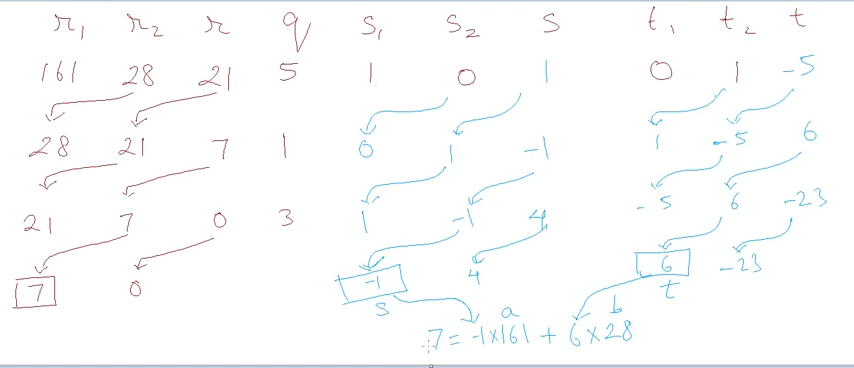 r₁ r₂ r q s₁ s₂ s t₁ t₂ t
161 28 21 5 1 0 1 0 1 -5
28 21 7 1 0 1 -1 1 -5 6
21 7 0 3 1 -1 4 -5 6 -23
7 0 -1 4 6 -23
s t
a b
7 = -1×161 + 6×28